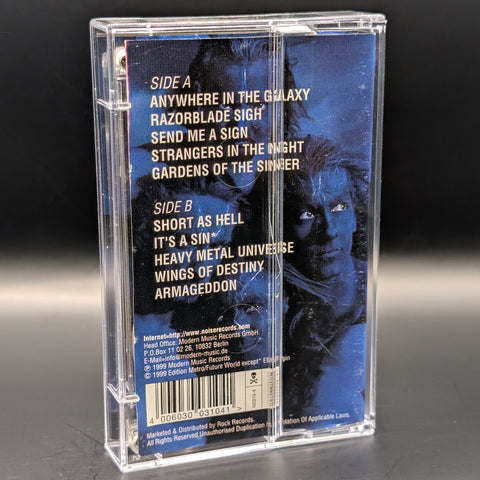 SIDE A
ANYWHERE IN THE GALAXY
RAZORBLADE SIGH
SEND ME A SIGN
STRANGERS IN THE NIGHT
GARDENS OF THE SINNER
SIDE B
SHORT AS HELL
IT'S A SIN*
HEAVY METAL UNIVERSE
WINGS OF DESTINY
ARMAGEDDON
Internet=http://www.noiserecords.com
Head Office: Modern Music Records GmbH.
P.O.Box 11 02 26, 10832 Berlin
E-Mail=info@modern-music.de
℗ 1999 Modern Music Records
© 1999 Edition Metro/Future World except*
4 006030 031041 >
N0310-4
Marketed & Distributed by Rock Records.
All Rights Reserved Unauthorised Duplication Is Violation Of Applicable Laws.